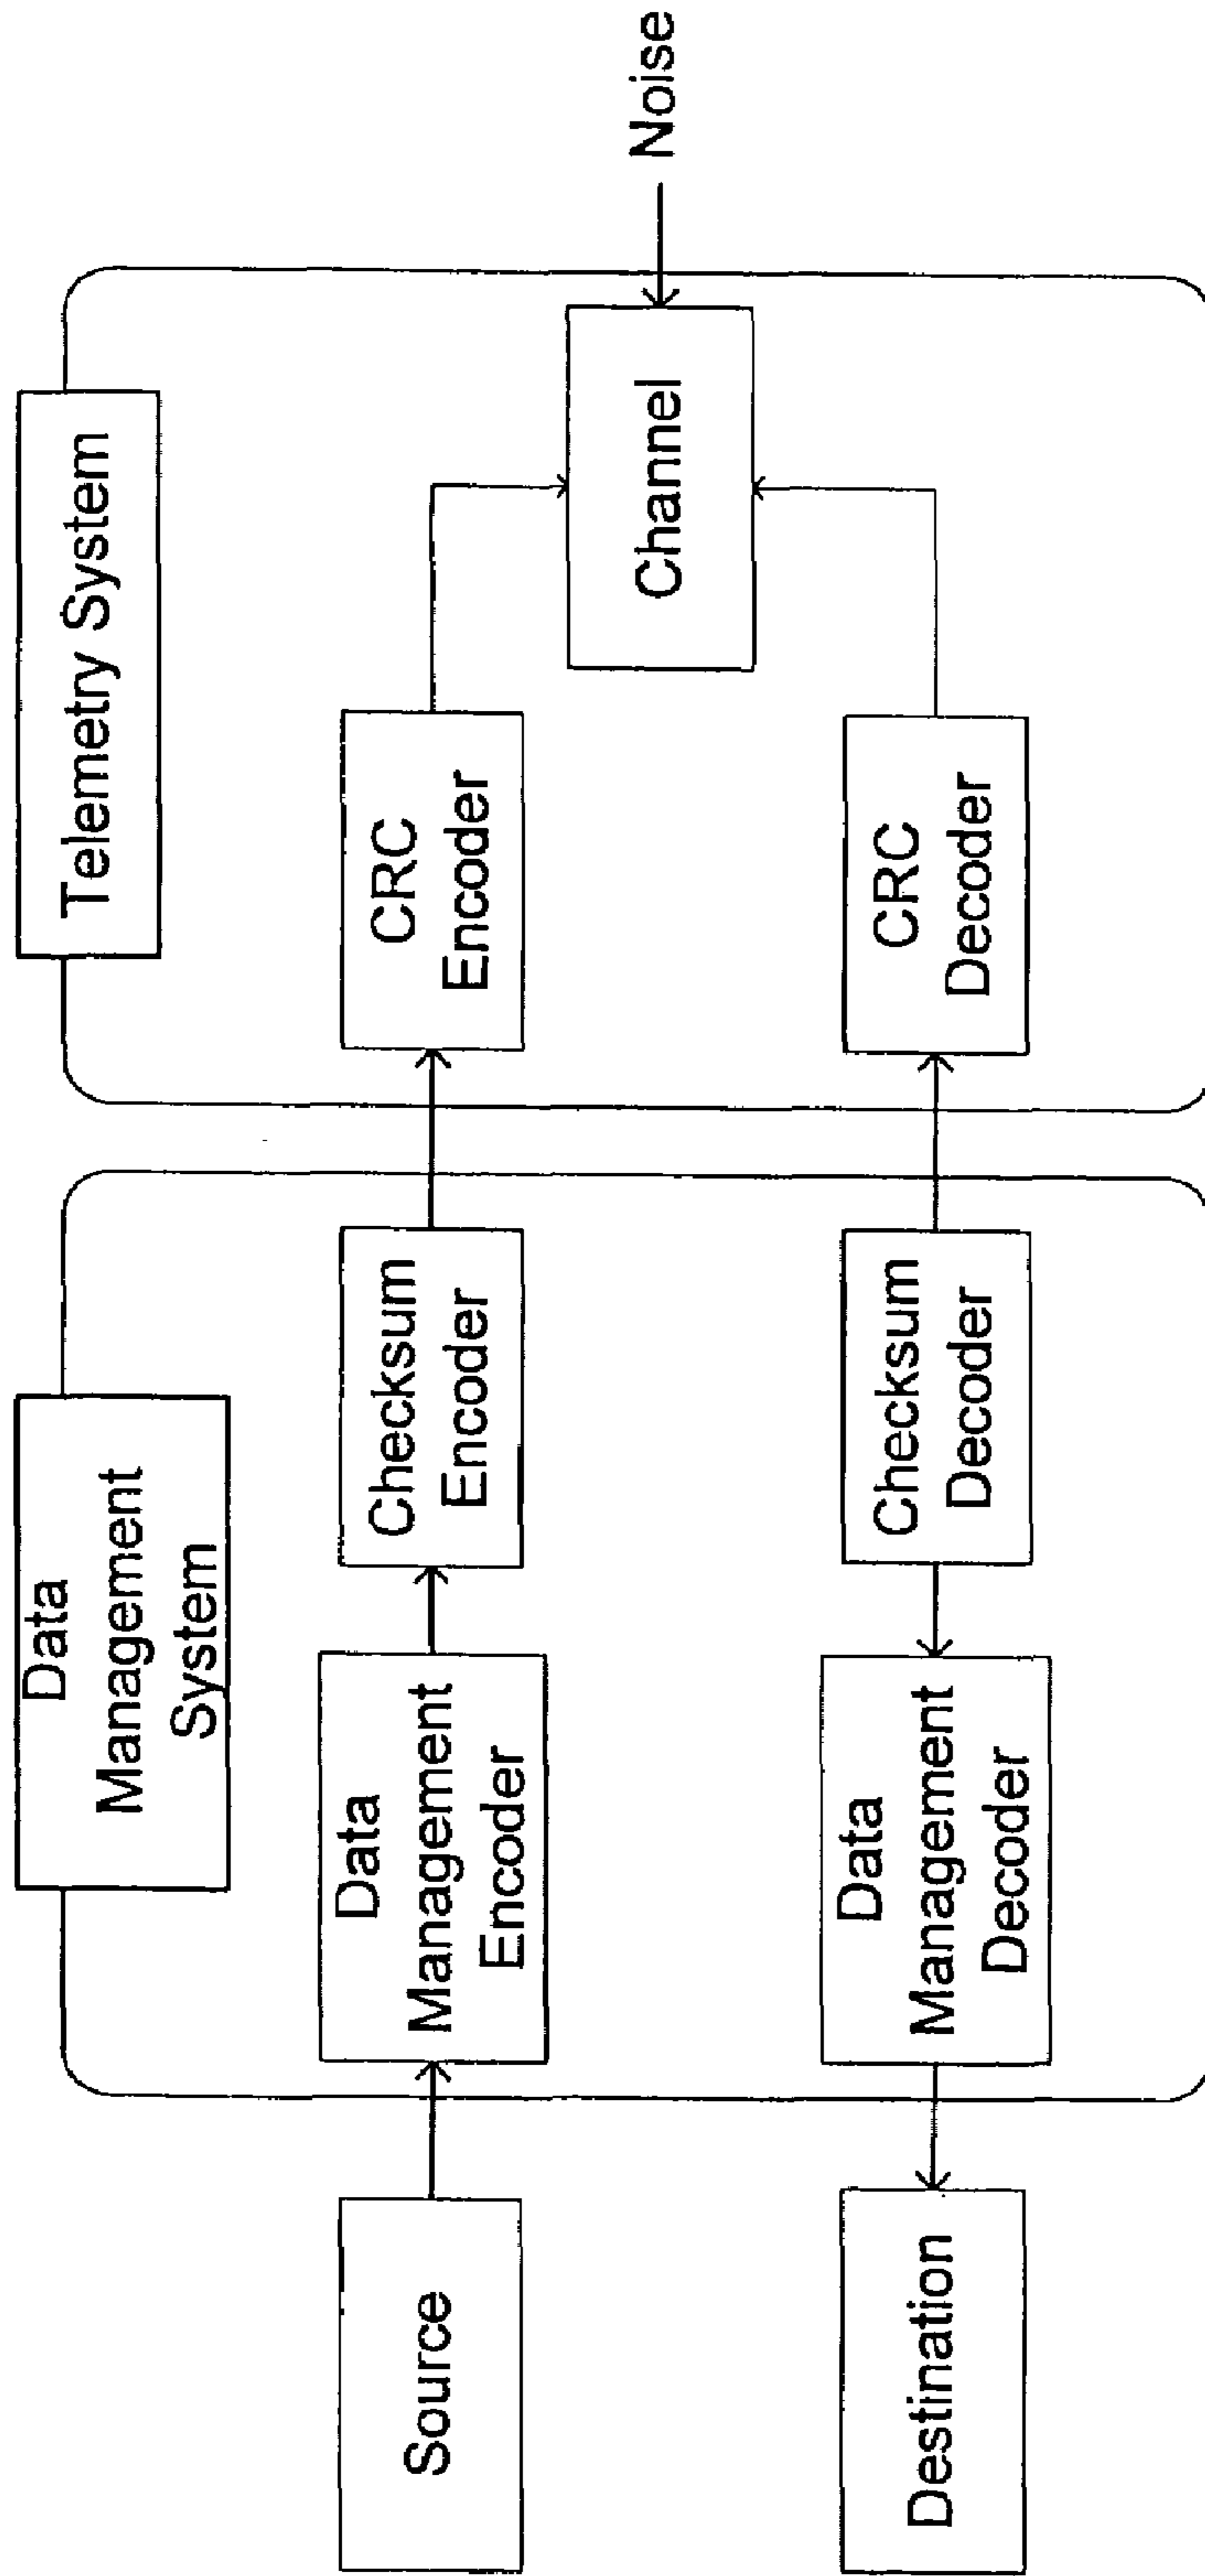 Data
Management
System
Telemetry System
Source
Data
Management
Encoder
Checksum
Encoder
CRC
Encoder
Channel
Noise
Destination
Data
Management
Decoder
Checksum
Decoder
CRC
Decoder